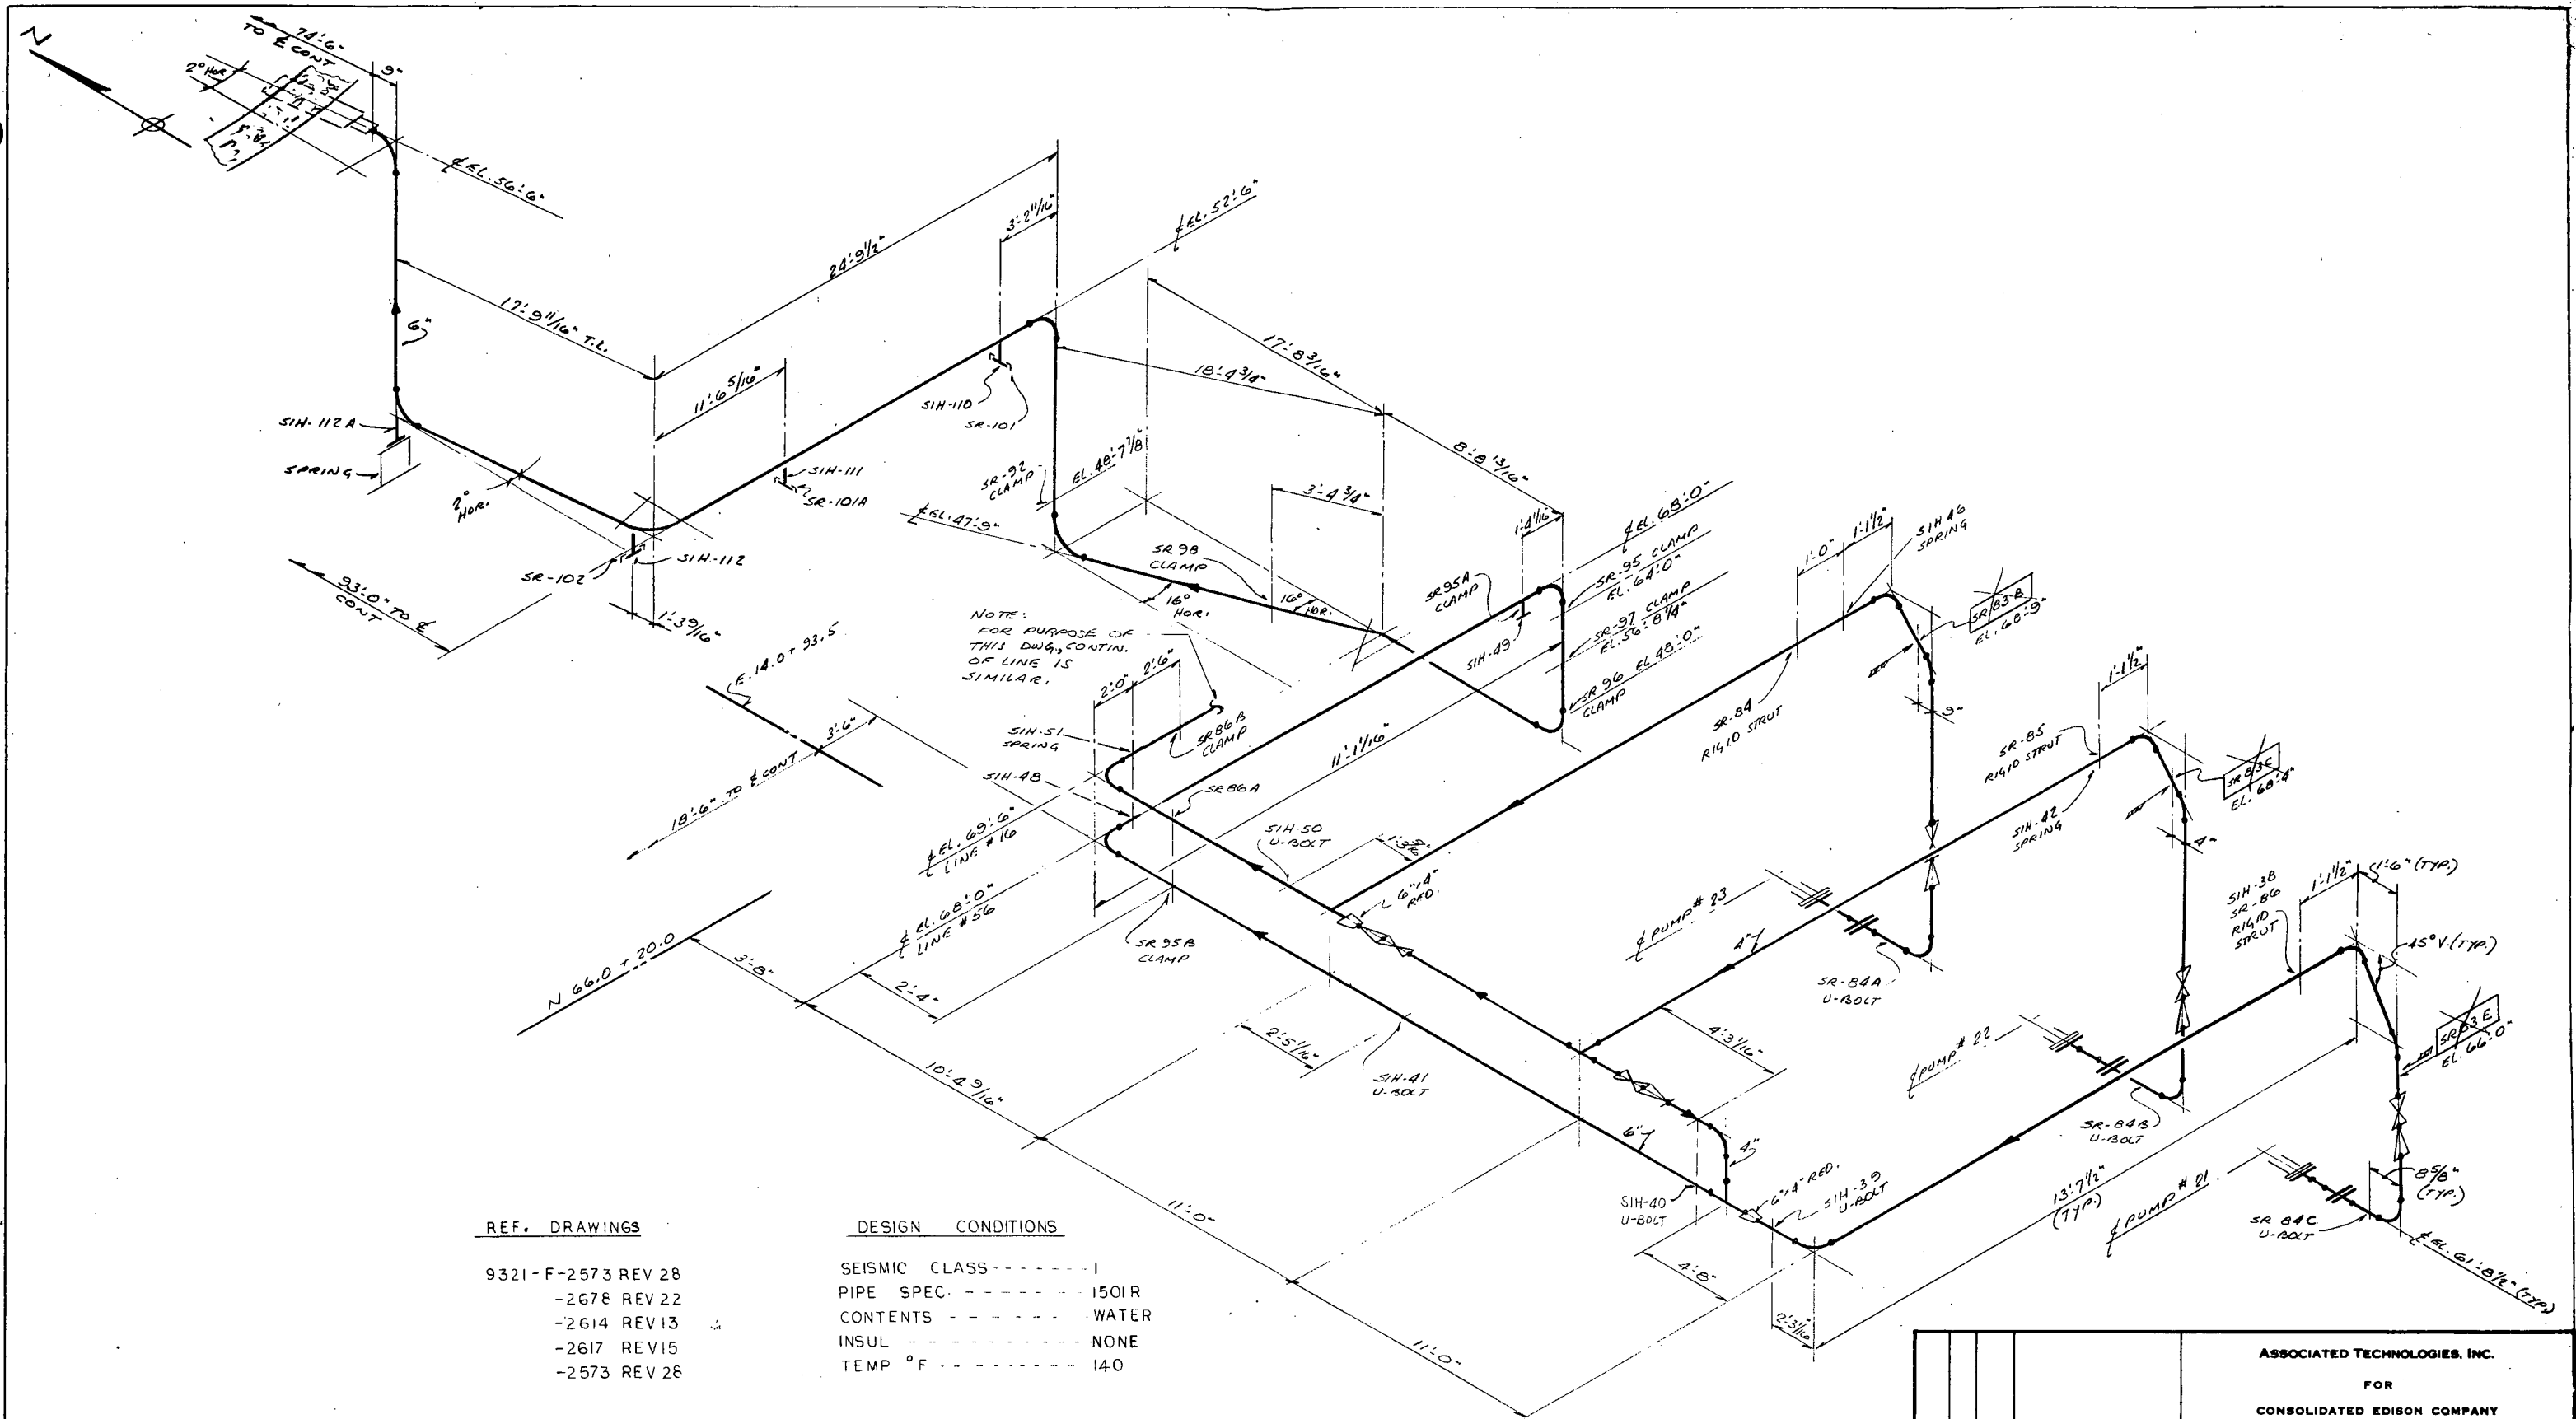 N
74'-6"
TO ℄ CONT
9"
2° HOR
℄ EL. 56'-6"
17'-9 11/16" T.L.
6"
24'-9 1/2"
3'-2 11/16"
℄ EL. 52'-6"
11'-6 5/16"
SIH-110
SR-101
SIH-111
SR-101A
SIH-112A
SPRING
2°
HOR.
SR-102
SIH-112
1'-3 9/16"
93'-0" TO ℄
CONT
17'-8 3/16"
18'-4 3/4"
8'-8 13/16"
3'-4 3/4"
SR-92
CLAMP
EL. 48'-7 7/8"
℄ EL. 47'-9"
SR 98
CLAMP
16°
HOR.
16°
HOR.
1'-4 1/16"
℄ EL. 68'-0"
SR-95 CLAMP
EL. 64'-0"
SR-97 CLAMP
EL. 56'-8 1/4"
SR 96 EL 48'-0"
CLAMP
SR 95A
CLAMP
SIH-49
NOTE:
FOR PURPOSE OF
THIS DWG., CONTIN.
OF LINE IS
SIMILAR.
E. 14.0 + 93.5
3'-6"
18'-6" TO ℄ CONT
2'-0"
2'-6"
SIH-51
SPRING
SR 86B
CLAMP
SIH-48
SR 86A
11'-1 1/16"
℄ EL. 69'-6"
LINE #16
℄ EL. 68'-0"
LINE #56
SIH-50
U-BOLT
6"x4"
RED.
SR 95B
CLAMP
N 66.0 + 20.0
3'-8"
2'-4"
10'-4 9/16"
2'-5 1/16"
SIH-41
U-BOLT
11'-0"
11'-0"
1'-0"
1'-1 1/2"
SIH 46
SPRING
SR 83-B
EL. 68'-9"
9"
SR-84
RIGID STRUT
1'-1 1/2"
SR-85
RIGID STRUT
SIH-42
SPRING
SR 83C
EL. 68'-4"
4"
℄ PUMP #23
4"
SR-84A
U-BOLT
4'-3 1/16"
℄ PUMP #22
SR-84B
U-BOLT
SIH-38
SR-86
RIGID
STRUT
1'-1 1/2"
1'-6" (TYP.)
45° V. (TYP.)
SR 83 E
EL. 66'-0"
13'-7 1/2"
(TYP.)
℄ PUMP #21
8 5/8"
(TYP.)
SR 84C
U-BOLT
℄ EL. 61'-8 1/2" (TYP.)
6"
4"
SIH-40
U-BOLT
6"x4" RED.
SIH-39
U-BOLT
4'-8"
2'-3 1/16"
REF. DRAWINGS
9321-F-2573 REV 28
-2678 REV 22
-2614 REV 13
-2617 REV 15
-2573 REV 28
DESIGN CONDITIONS
SEISMIC CLASS - - - - - - - 1
PIPE SPEC. - - - - - - - 1501R
CONTENTS - - - - - - WATER
INSUL - - - - - - - - - NONE
TEMP °F - - - - - - - - - 140
ASSOCIATED TECHNOLOGIES, INC.
FOR
CONSOLIDATED EDISON COMPANY